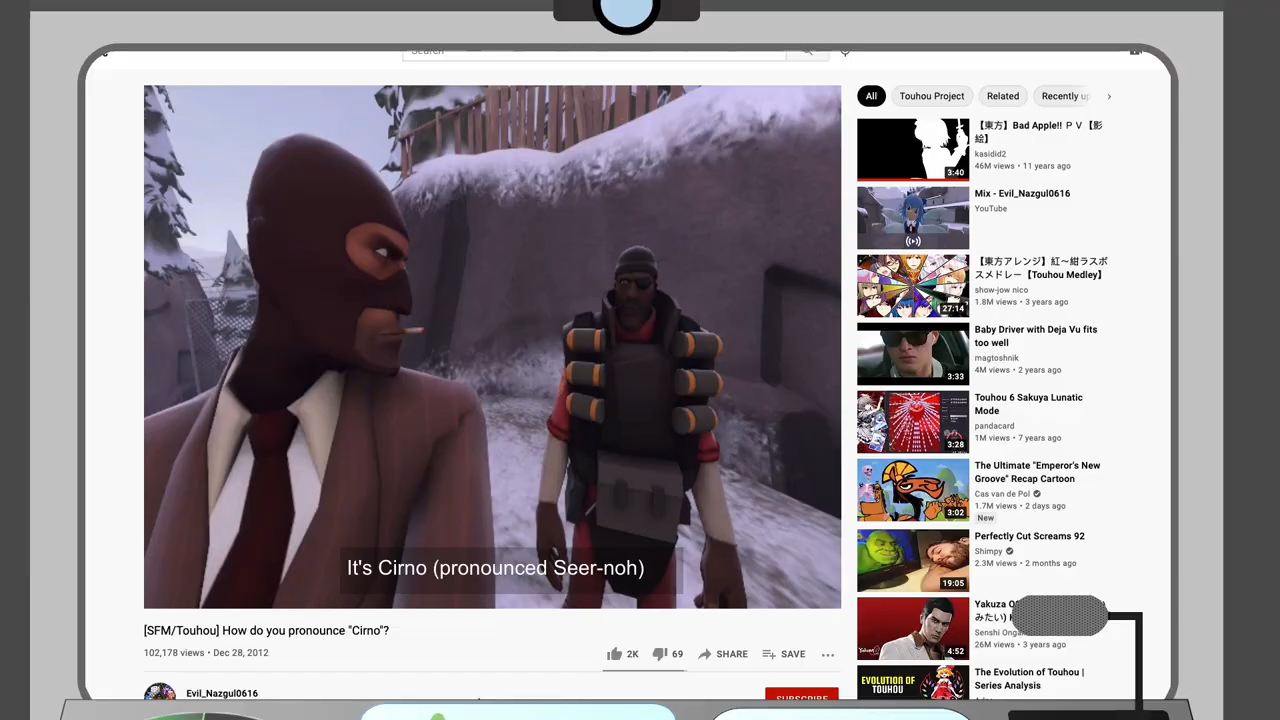 Search
It's Cirno (pronounced Seer-noh)
[SFM/Touhou] How do you pronounce "Cirno"?
102,178 views • Dec 28, 2012
2K
69
SHARE
SAVE
Evil_Nazgul0616
SUBSCRIBE
All
Touhou Project
Related
Recently up
【東方】Bad Apple!! ＰＶ【影
絵】
kasidid2
46M views • 11 years ago
3:40
Mix - Evil_Nazgul0616
YouTube
【東方アレンジ】紅～紺ラスボ
スメドレー【Touhou Medley】
show-jow nico
1.8M views • 3 years ago
27:14
Baby Driver with Deja Vu fits
too well
magtoshnik
4M views • 2 years ago
3:33
Touhou 6 Sakuya Lunatic
Mode
pandacard
1M views • 7 years ago
3:28
The Ultimate "Emperor's New
Groove" Recap Cartoon
Cas van de Pol
1.7M views • 2 days ago
New
3:02
Perfectly Cut Screams 92
Shimpy
2.3M views • 2 months ago
19:05
Yakuza
みたい)
Senshi
26M views • 3 years ago
4:52
The Evolution of Touhou |
Series Analysis
EVOLUTION OF
TOUHOU